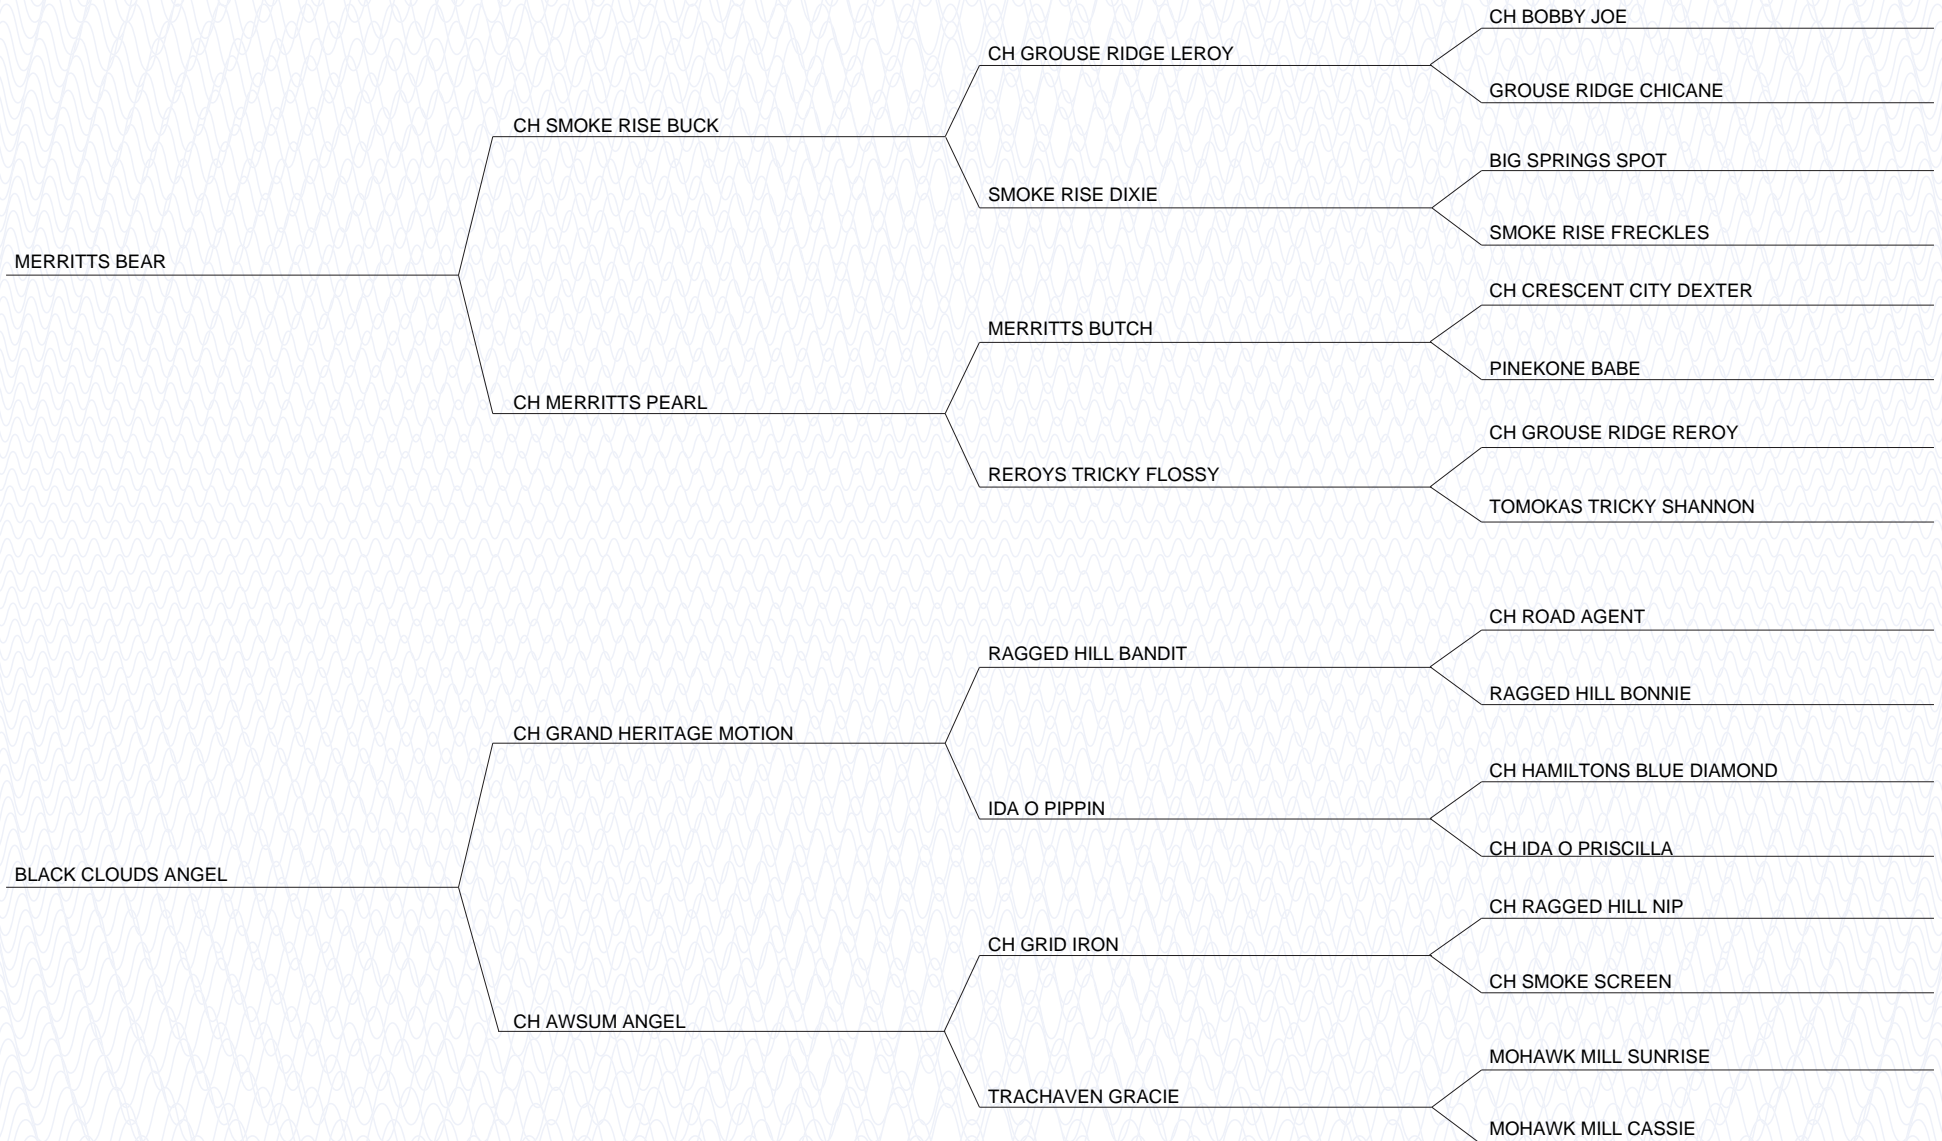 CH BOBBY JOE
CH GROUSE RIDGE LEROY
GROUSE RIDGE CHICANE
CH SMOKE RISE BUCK
BIG SPRINGS SPOT
SMOKE RISE DIXIE
SMOKE RISE FRECKLES
MERRITTS BEAR
CH CRESCENT CITY DEXTER
MERRITTS BUTCH
PINEKONE BABE
CH MERRITTS PEARL
CH GROUSE RIDGE REROY
REROYS TRICKY FLOSSY
TOMOKAS TRICKY SHANNON
CH ROAD AGENT
RAGGED HILL BANDIT
RAGGED HILL BONNIE
CH GRAND HERITAGE MOTION
CH HAMILTONS BLUE DIAMOND
IDA O PIPPIN
CH IDA O PRISCILLA
BLACK CLOUDS ANGEL
CH RAGGED HILL NIP
CH GRID IRON
CH SMOKE SCREEN
CH AWSUM ANGEL
MOHAWK MILL SUNRISE
TRACHAVEN GRACIE
MOHAWK MILL CASSIE